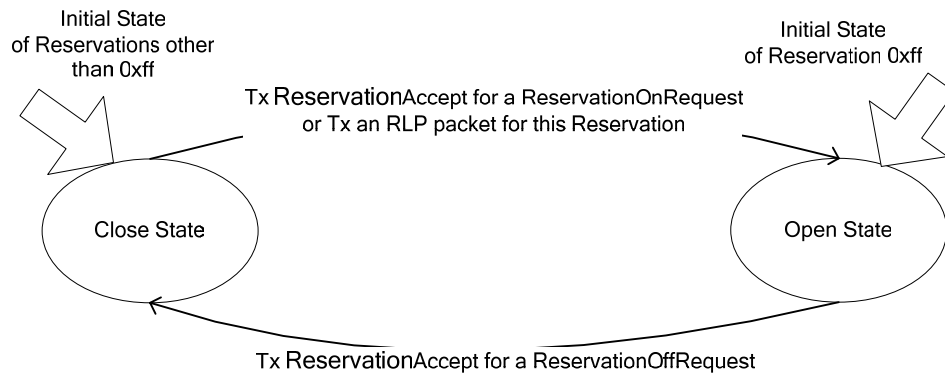 Initial State
of Reservations other
than 0xff
Initial State
of Reservation 0xff
Tx ReservationAccept for a ReservationOnRequest
or Tx an RLP packet for this Reservation
Close State
Open State
Tx ReservationAccept for a ReservationOffRequest